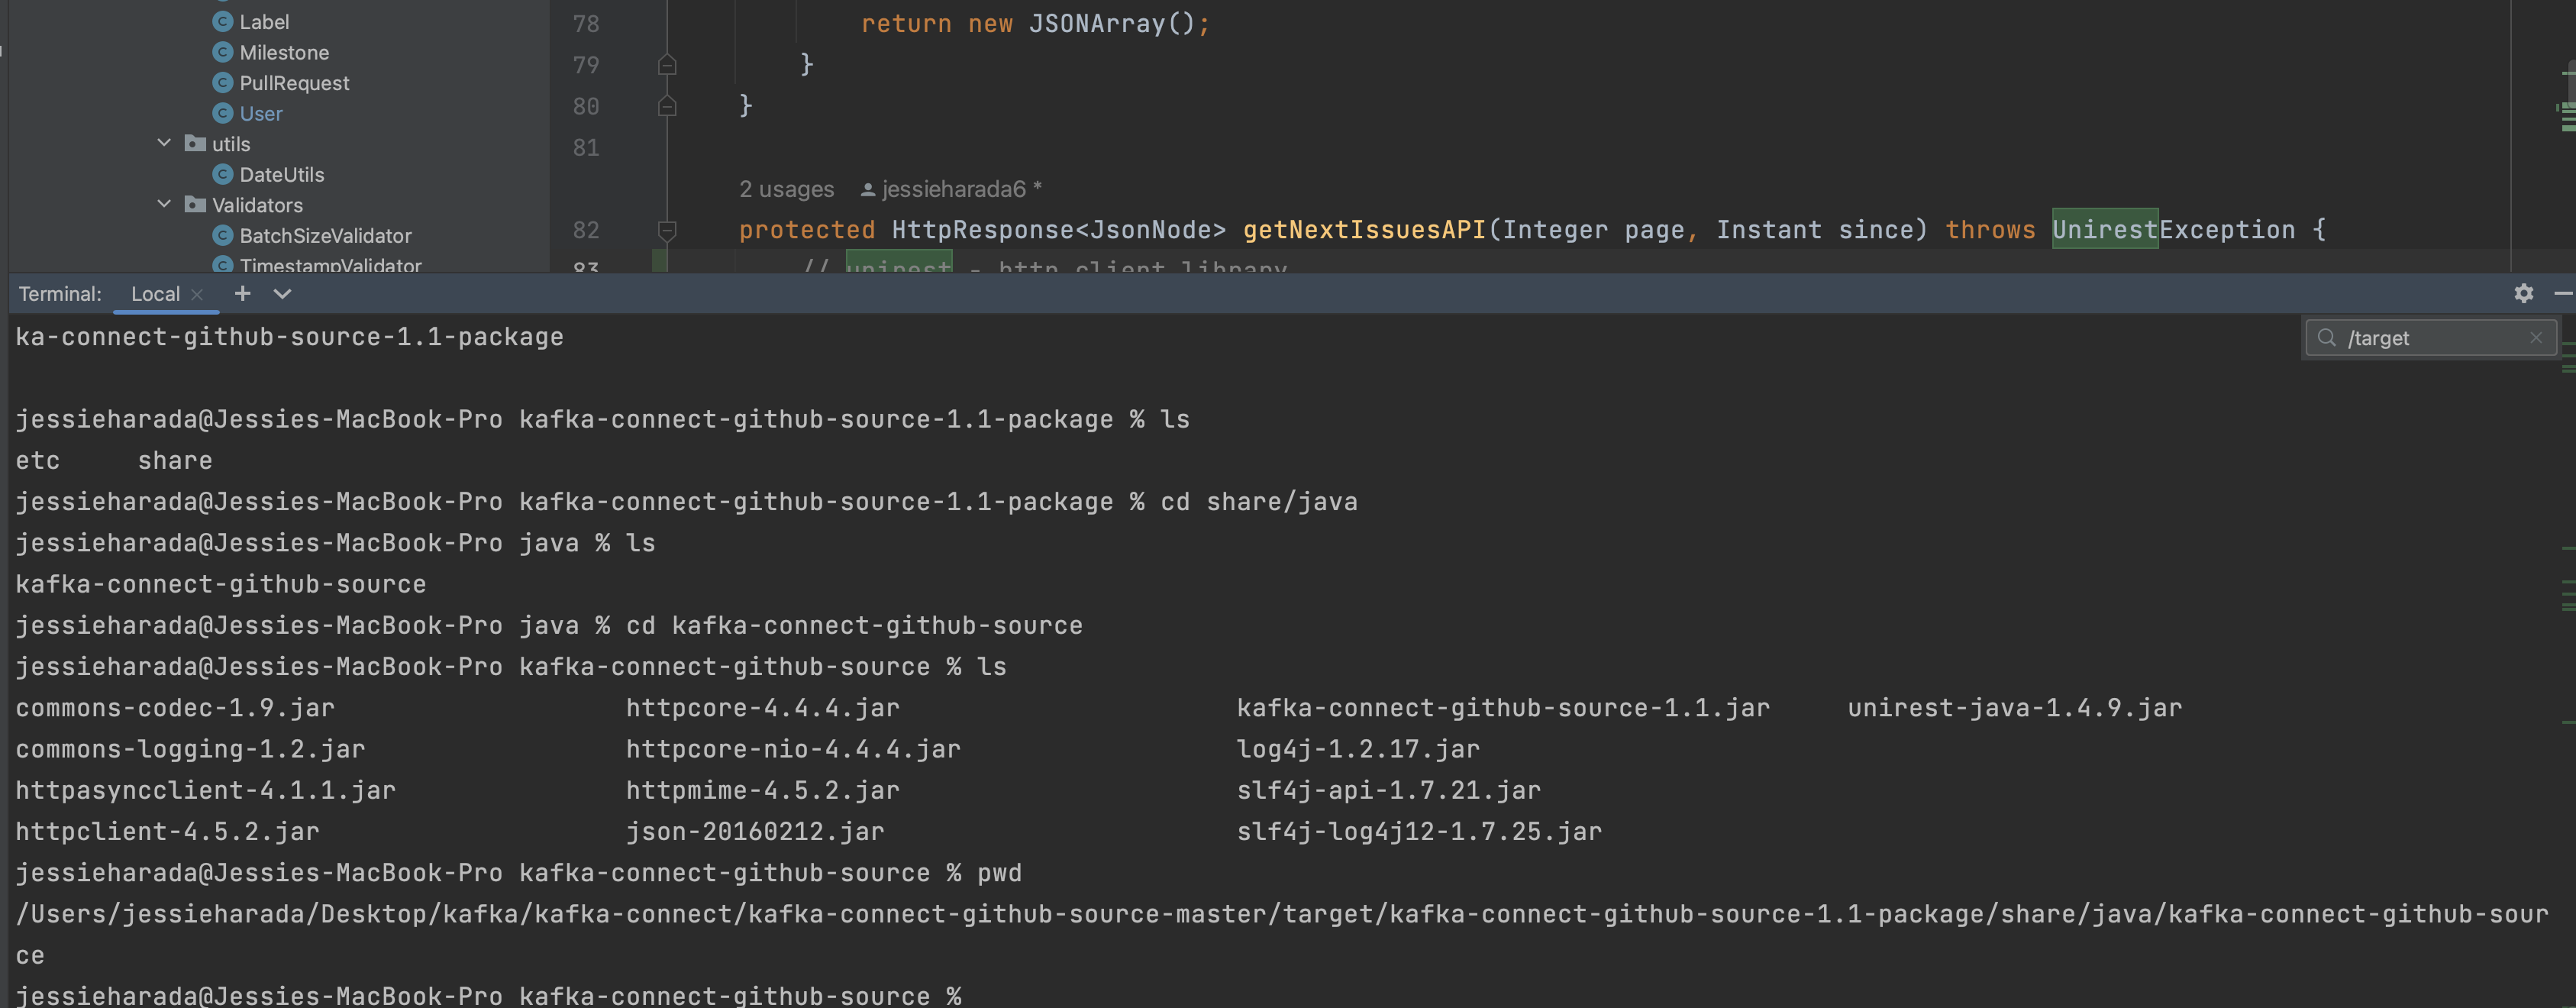 Label
Milestone
PullRequest
User
utils
DateUtils
Validators
BatchSizeValidator
TimestampValidator
78 return new JSONArray();
79 }
80 }
81
2 usages jessieharada6 *
82 protected HttpResponse<JsonNode> getNextIssuesAPI(Integer page, Instant since) throws UnirestException {
83 // unirest - http client library
Terminal: Local
/target
ka-connect-github-source-1.1-package
jessieharada@Jessies-MacBook-Pro kafka-connect-github-source-1.1-package % ls
etc share
jessieharada@Jessies-MacBook-Pro kafka-connect-github-source-1.1-package % cd share/java
jessieharada@Jessies-MacBook-Pro java % ls
kafka-connect-github-source
jessieharada@Jessies-MacBook-Pro java % cd kafka-connect-github-source
jessieharada@Jessies-MacBook-Pro kafka-connect-github-source % ls
commons-codec-1.9.jar httpcore-4.4.4.jar kafka-connect-github-source-1.1.jar unirest-java-1.4.9.jar
commons-logging-1.2.jar httpcore-nio-4.4.4.jar log4j-1.2.17.jar
httpasyncclient-4.1.1.jar httpmime-4.5.2.jar slf4j-api-1.7.21.jar
httpclient-4.5.2.jar json-20160212.jar slf4j-log4j12-1.7.25.jar
jessieharada@Jessies-MacBook-Pro kafka-connect-github-source % pwd
/Users/jessieharada/Desktop/kafka/kafka-connect/kafka-connect-github-source-master/target/kafka-connect-github-source-1.1-package/share/java/kafka-connect-github-sour
ce
jessieharada@Jessies-MacBook-Pro kafka-connect-github-source %